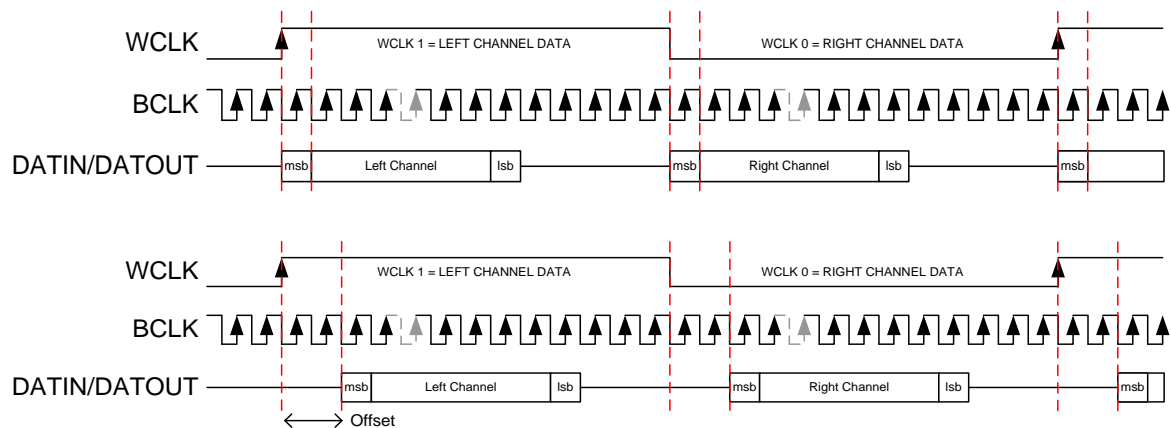 WCLK
WCLK 1 = LEFT CHANNEL DATA
WCLK 0 = RIGHT CHANNEL DATA
BCLK
DATIN/DATOUT
msb
Left Channel
lsb
msb
Right Channel
lsb
msb
WCLK
WCLK 1 = LEFT CHANNEL DATA
WCLK 0 = RIGHT CHANNEL DATA
BCLK
DATIN/DATOUT
msb
Left Channel
lsb
msb
Right Channel
lsb
msb
Offset